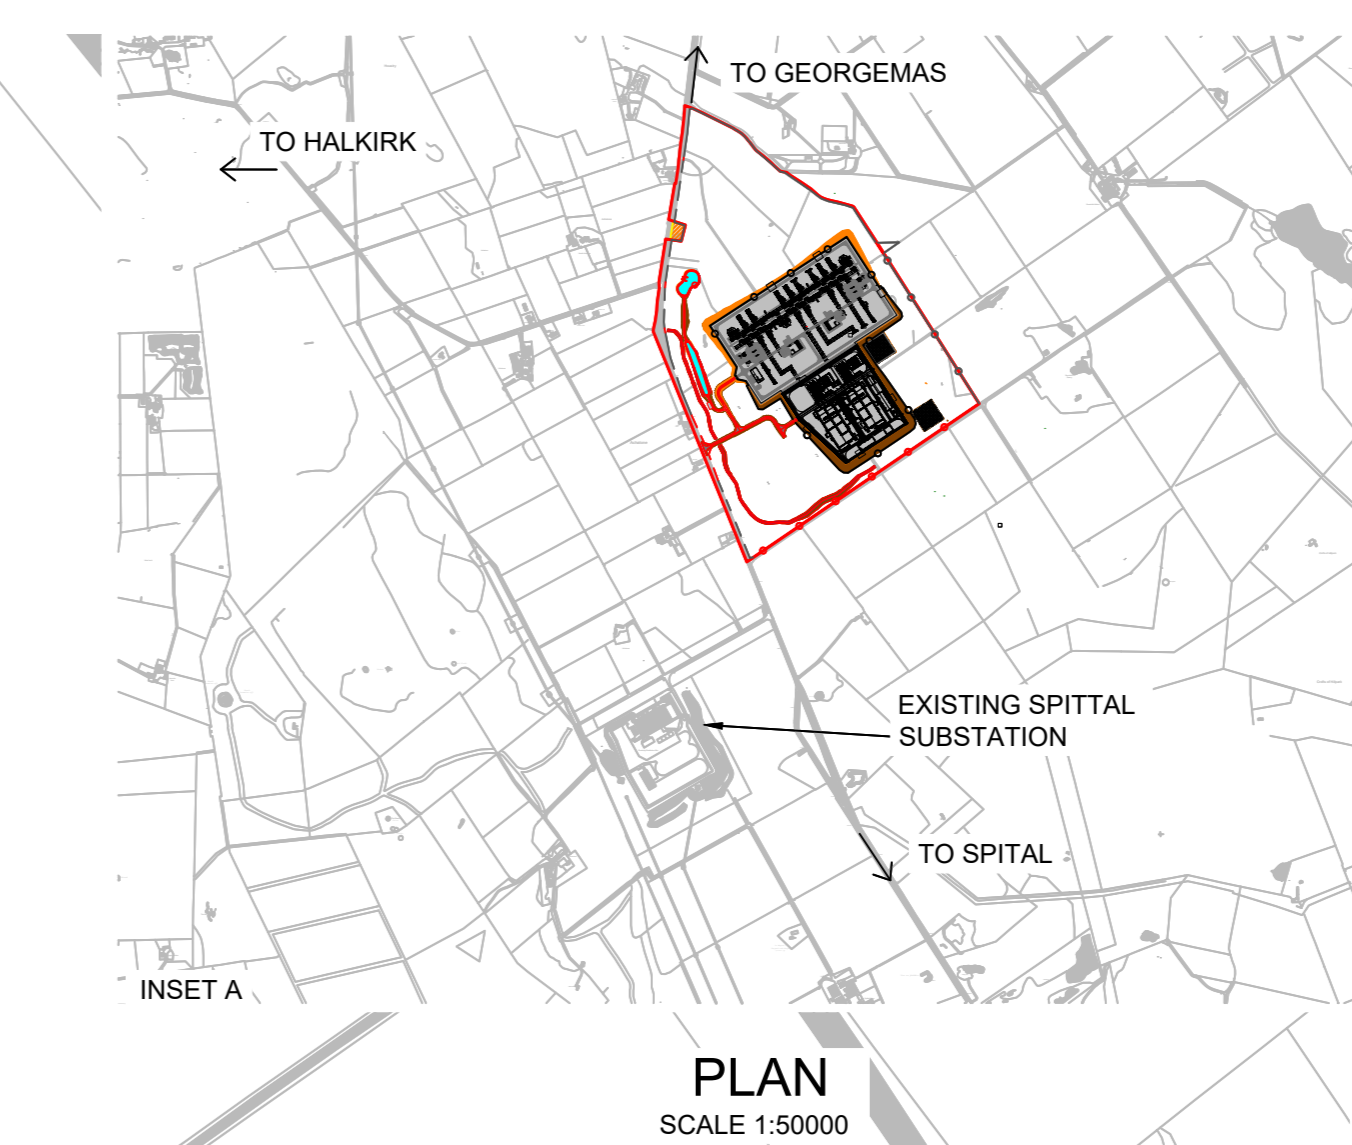 TO GEORGEMAS
TO HALKIRK
EXISTING SPITTAL
SUBSTATION
TO SPITAL
INSET A
PLAN
SCALE 1:50000